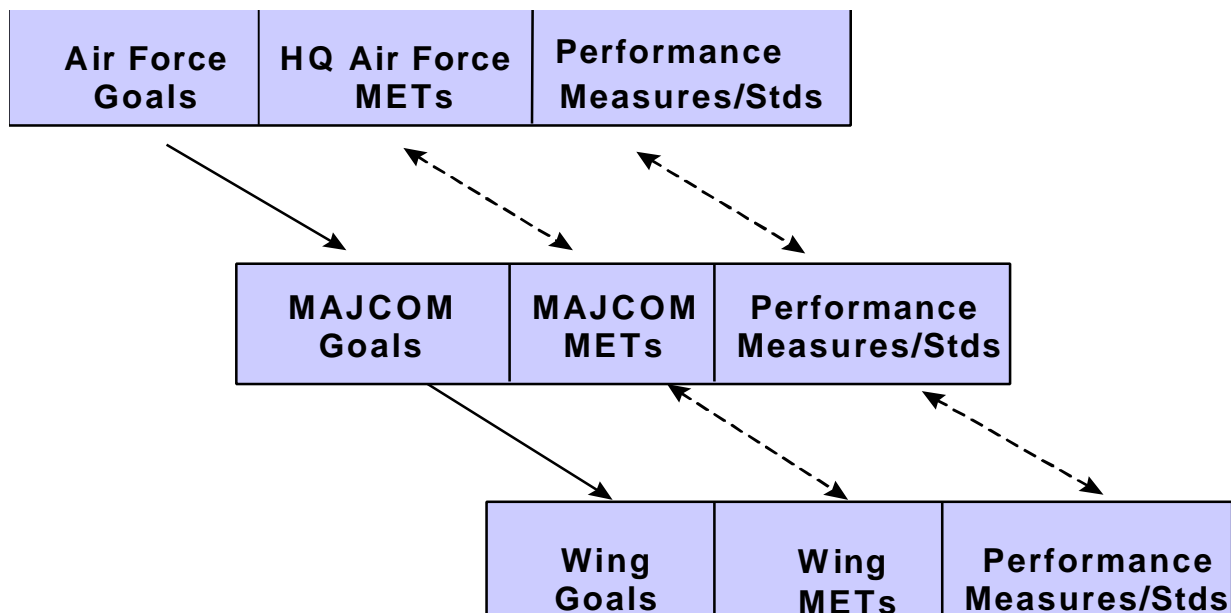 Air Force
Goals
HQ Air Force
METs
Performance
Measures/Stds
MAJCOM
Goals
MAJCOM
METs
Performance
Measures/Stds
Wing
Goals
Wing
METs
Performance
Measures/Stds